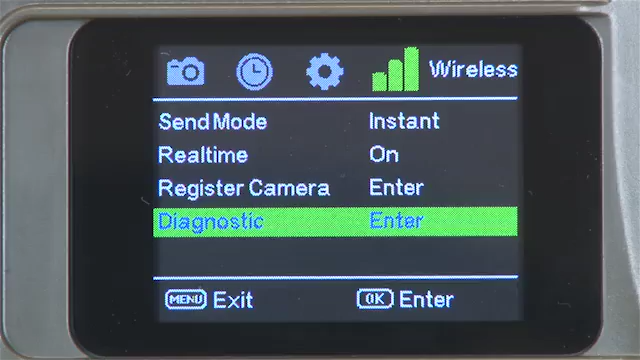 Wireless
Send Mode Instant
Realtime On
Register Camera Enter
Diagnostic Enter
MENU Exit OK Enter